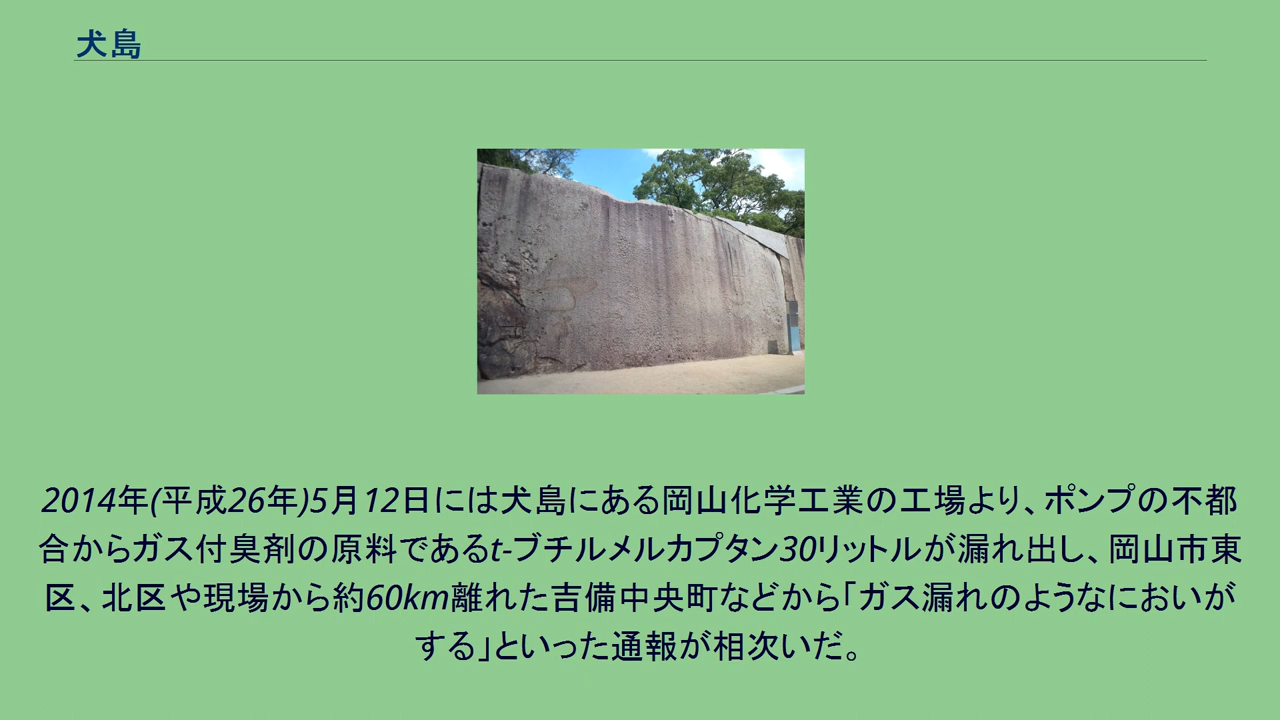 犬島
2014年(平成26年)5月12日には犬島にある岡山化学工業の工場より、ポンプの不都
合からガス付臭剤の原料であるt-ブチルメルカプタン30リットルが漏れ出し、岡山市東
区、北区や現場から約60km離れた吉備中央町などから「ガス漏れのようなにおいが
する」といった通報が相次いだ。